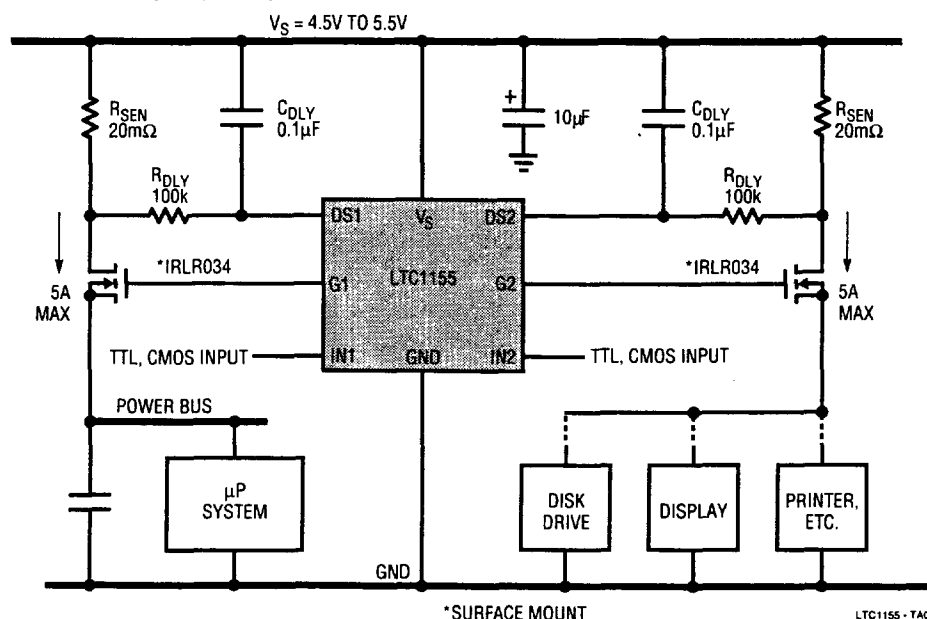 V_S = 4.5V TO 5.5V
R_SEN
20mΩ
C_DLY
0.1µF
+
10µF
C_DLY
0.1µF
R_SEN
20mΩ
R_DLY
100k
R_DLY
100k
DS1
V_S
DS2
*IRLR034
LTC1155
*IRLR034
5A
MAX
G1
G2
5A
MAX
TTL, CMOS INPUT
IN1
GND
IN2
TTL, CMOS INPUT
POWER BUS
µP
SYSTEM
DISK
DRIVE
DISPLAY
PRINTER,
ETC.
GND
*SURFACE MOUNT
LTC1155 •